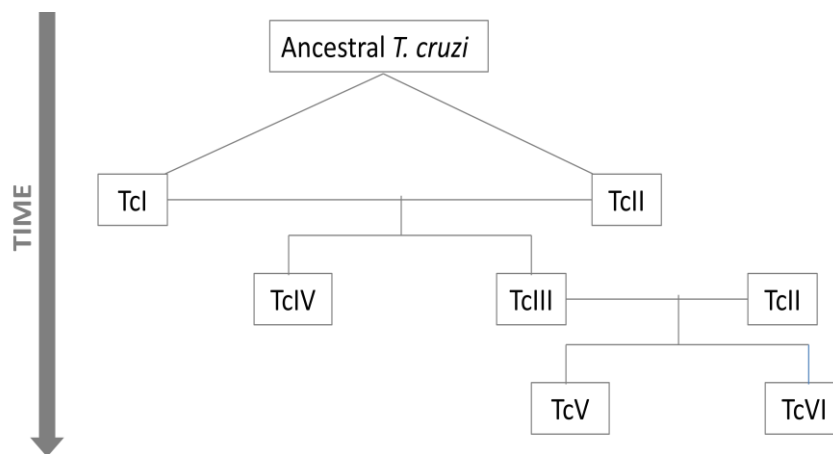 Ancestral T. cruzi
TIME
TcI
TcII
TcIV
TcIII
TcII
TcV
TcVI